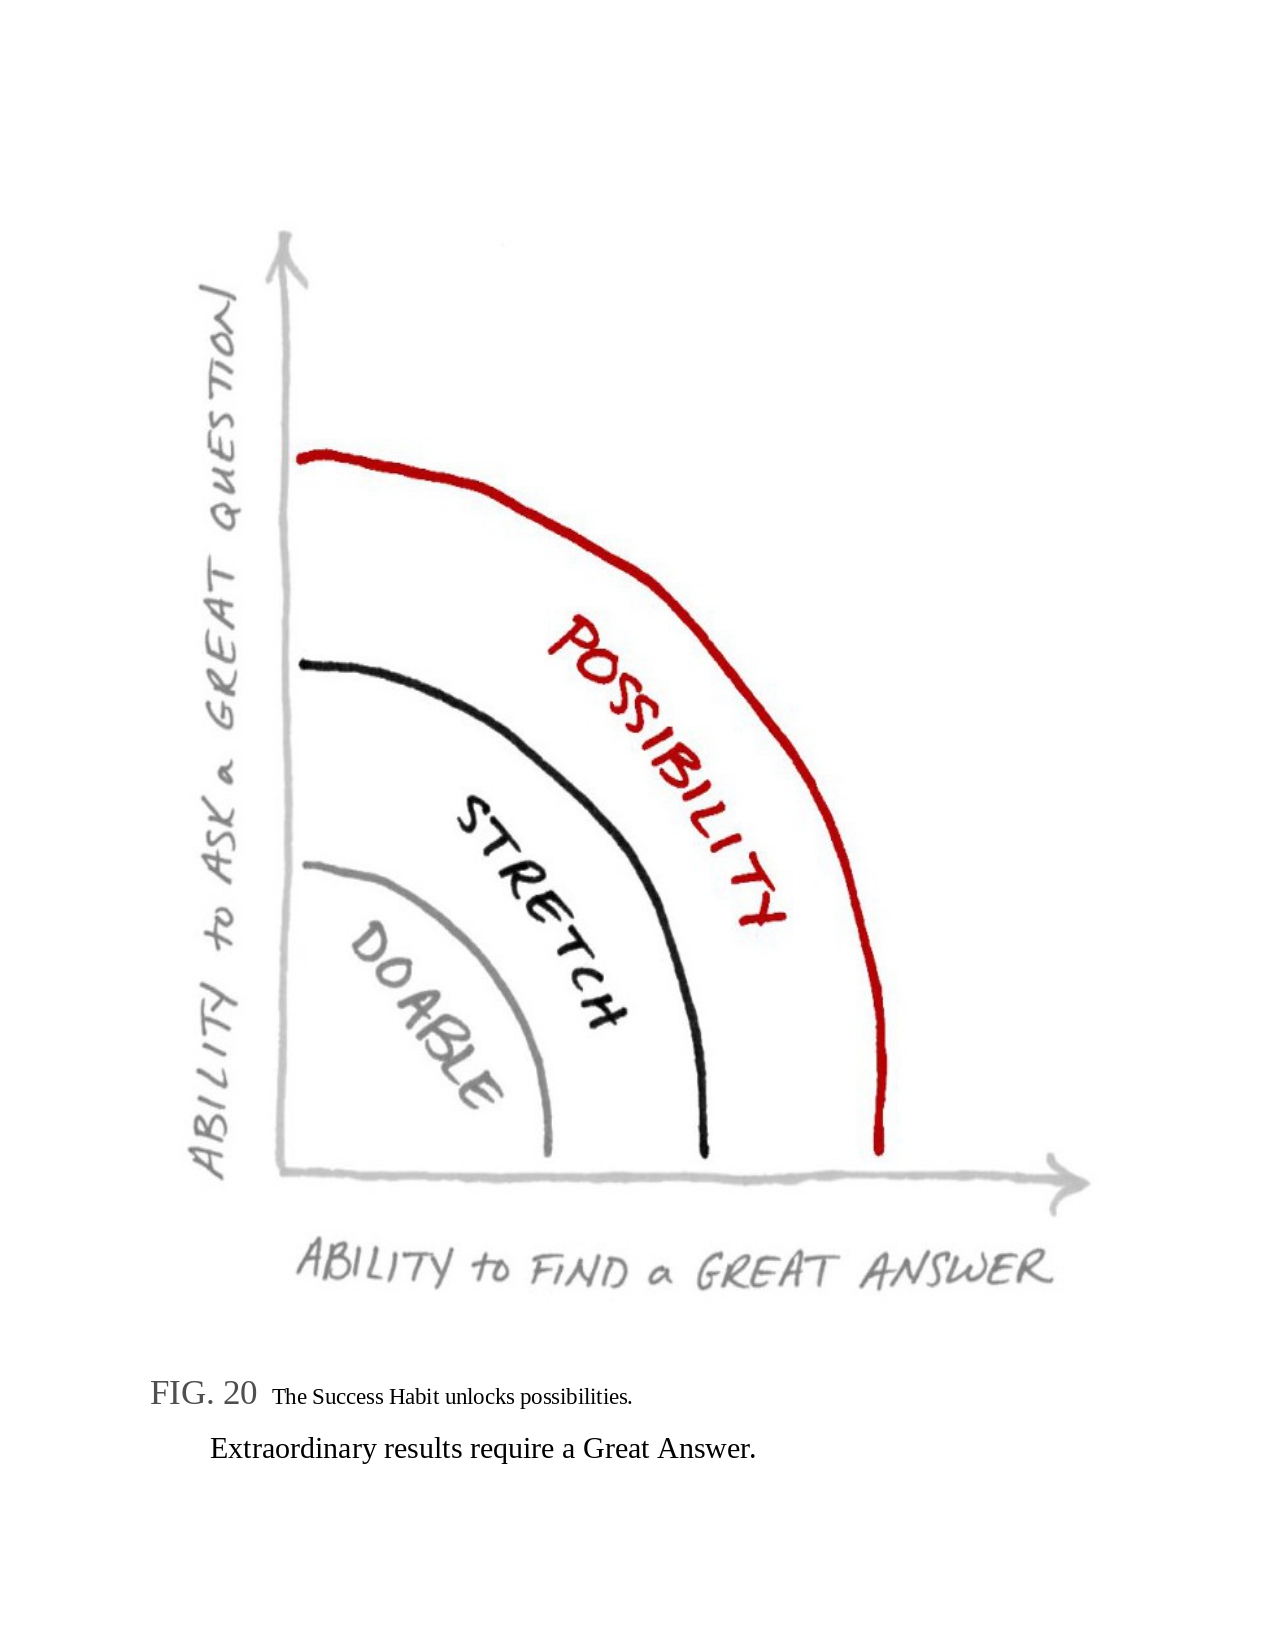 ABILITY to ASK a GREAT QUESTION
POSSIBILITY
STRETCH
DOABLE
ABILITY to FIND a GREAT ANSWER
FIG. 20 The Success Habit unlocks possibilities.
Extraordinary results require a Great Answer.